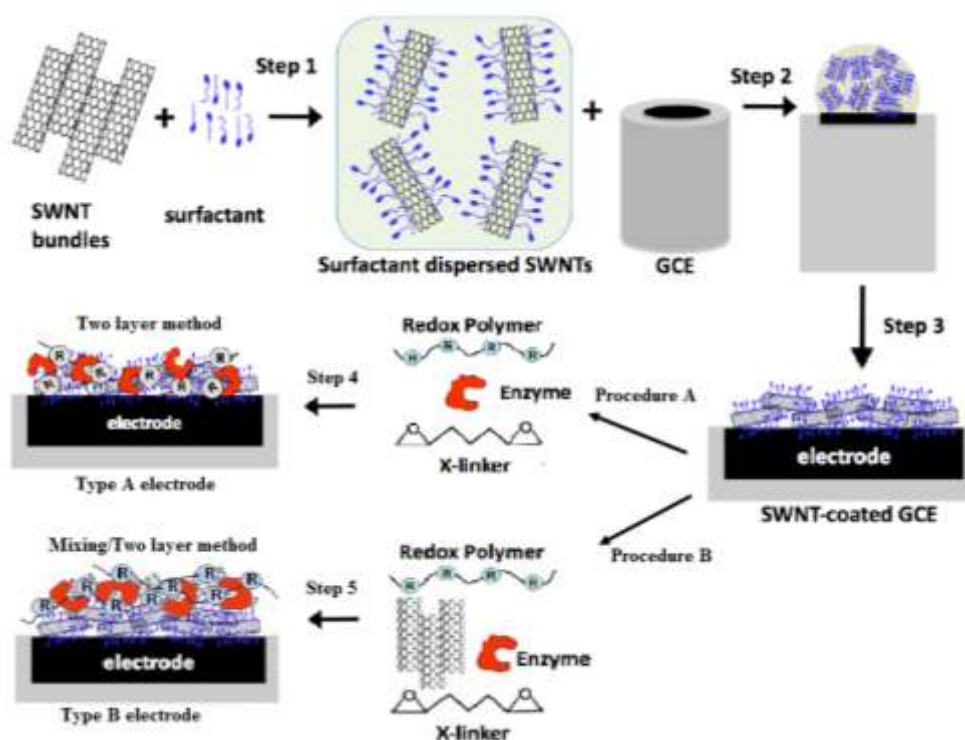 Step 1
Step 2
SWNT
bundles
surfactant
Surfactant dispersed SWNTs
GCE
Step 3
Two layer method
Redox Polymer
R R R R
R R R
Step 4
Enzyme
Procedure A
electrode
X-linker
electrode
Type A electrode
SWNT-coated GCE
Mixing/Two layer method
Procedure B
Redox Polymer
R R R R
R R R R R
Step 5
Enzyme
electrode
Type B electrode
X-linker